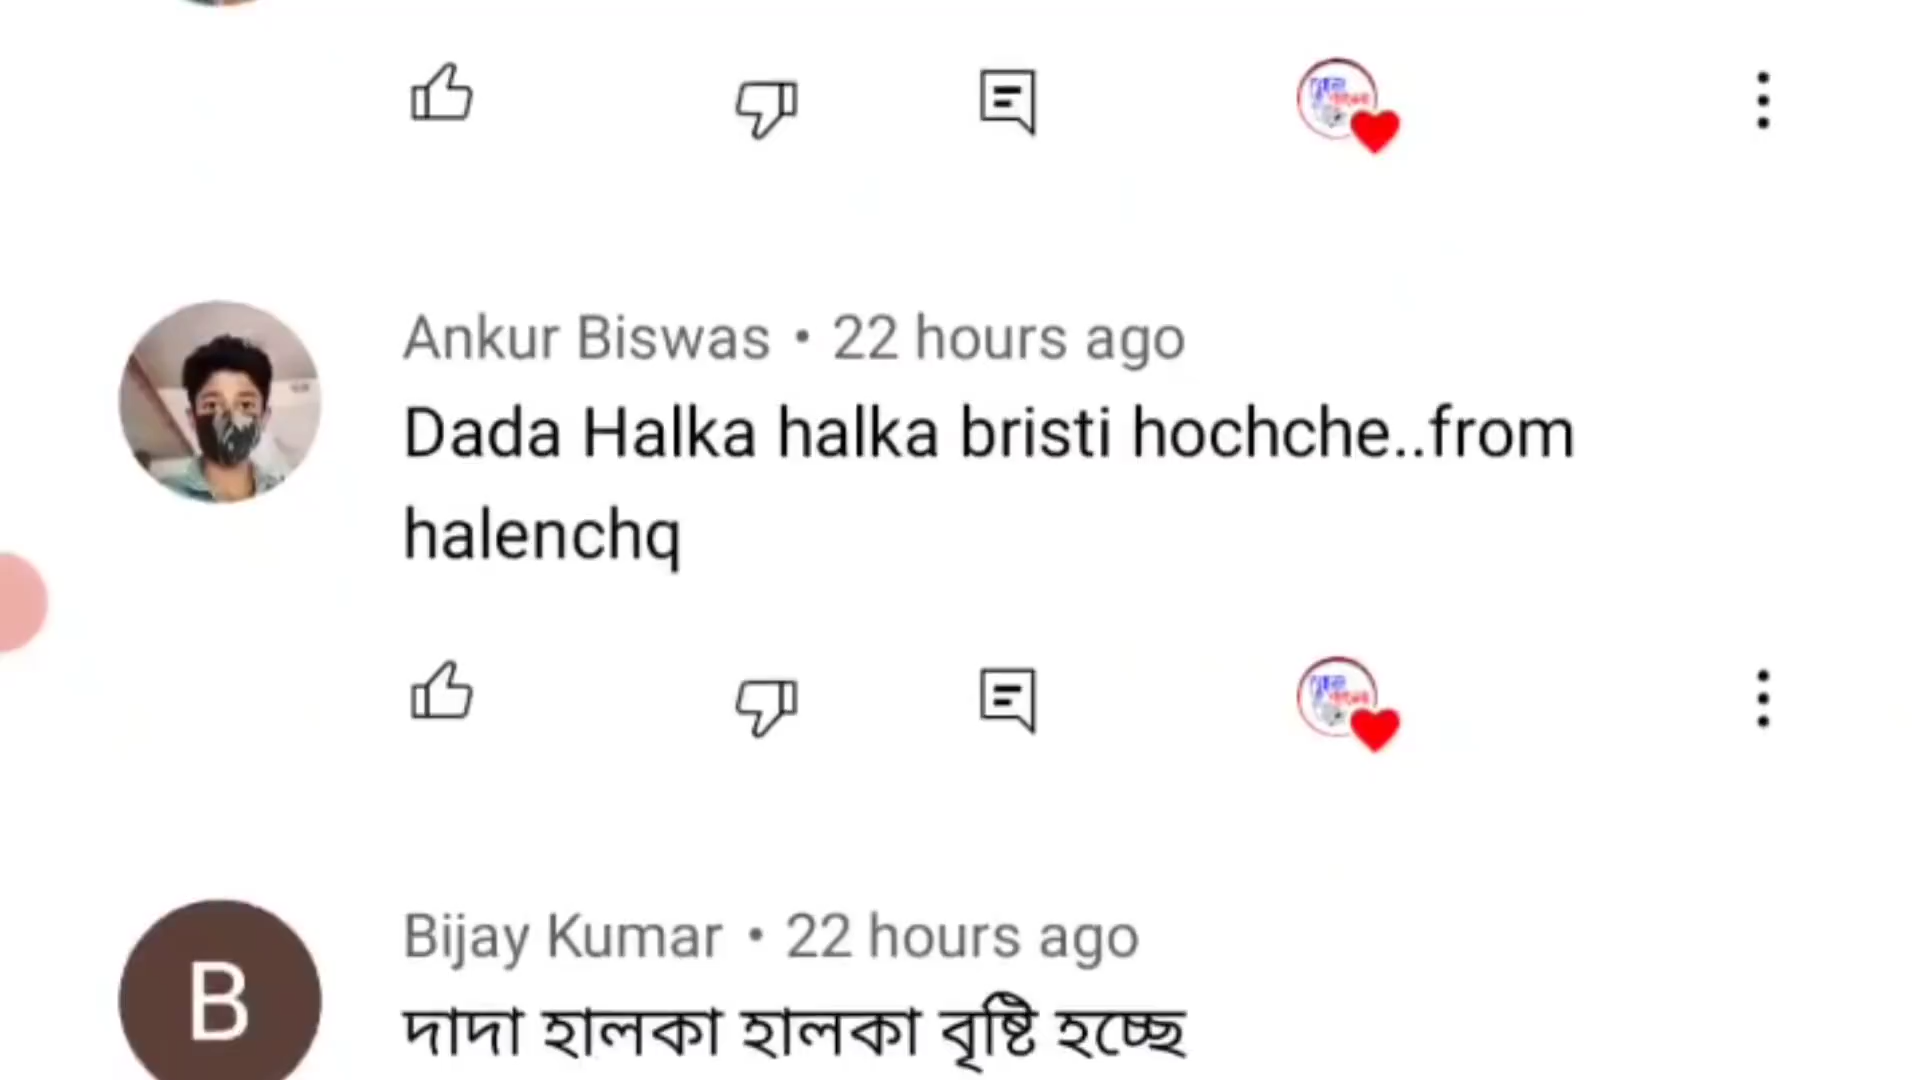 Ankur Biswas • 22 hours ago
Dada Halka halka bristi hochche..from
halenchq
B
Bijay Kumar • 22 hours ago
দাদা হালকা হালকা বৃষ্টি হচ্ছে